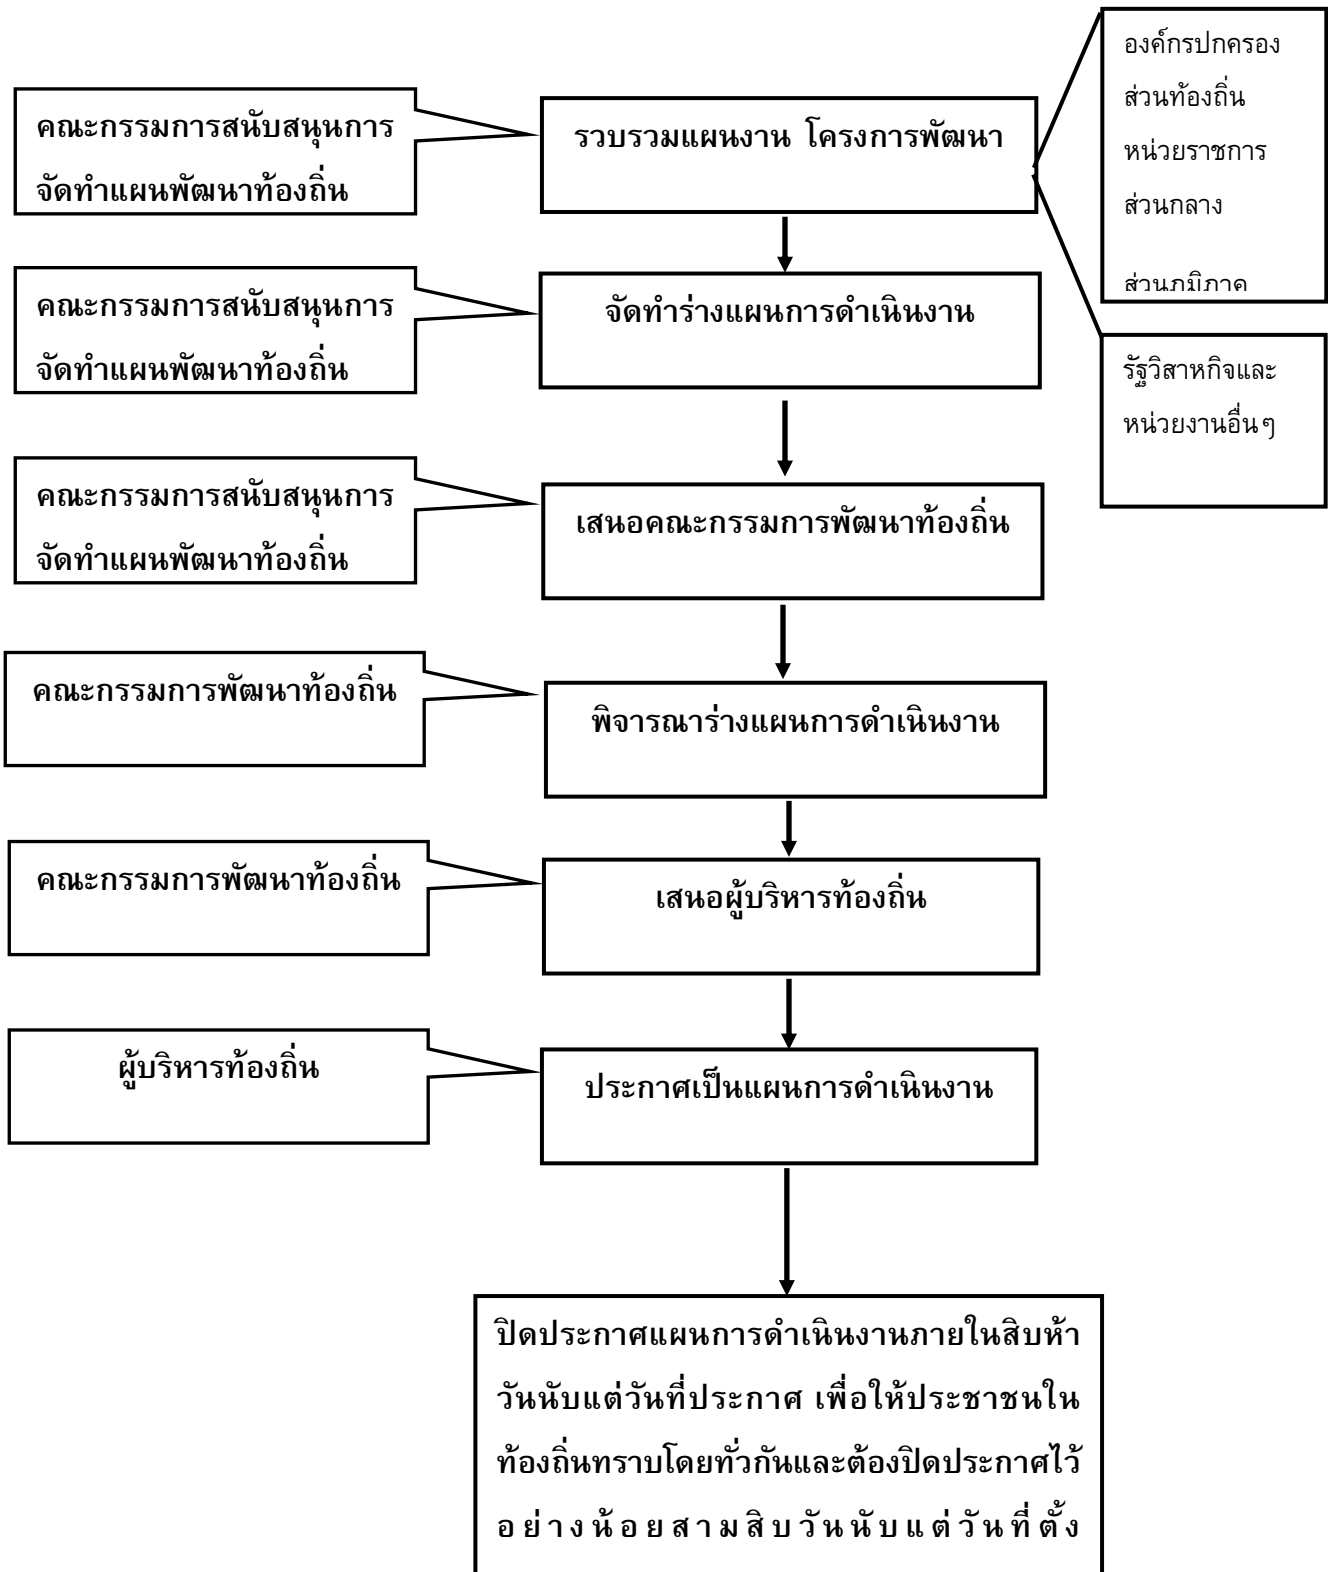 องค์กรปกครอง
ส่วนท้องถิ่น
หน่วยราชการ
ส่วนกลาง
ส่วนภูมิภาค
คณะกรรมการสนับสนุนการ
จัดทำแผนพัฒนาท้องถิ่น
รวบรวมแผนงาน โครงการพัฒนา
คณะกรรมการสนับสนุนการ
จัดทำแผนพัฒนาท้องถิ่น
จัดทำร่างแผนการดำเนินงาน
รัฐวิสาหกิจและ
หน่วยงานอื่นๆ
คณะกรรมการสนับสนุนการ
จัดทำแผนพัฒนาท้องถิ่น
เสนอคณะกรรมการพัฒนาท้องถิ่น
คณะกรรมการพัฒนาท้องถิ่น
พิจารณาร่างแผนการดำเนินงาน
คณะกรรมการพัฒนาท้องถิ่น
เสนอผู้บริหารท้องถิ่น
ผู้บริหารท้องถิ่น
ประกาศเป็นแผนการดำเนินงาน
ปิดประกาศแผนการดำเนินงานภายในสิบห้า
วันนับแต่วันที่ประกาศ เพื่อให้ประชาชนใน
ท้องถิ่นทราบโดยทั่วกันและต้องปิดประกาศไว้
อย่างน้อยสามสิบวันนับแต่วันที่ตั้ง